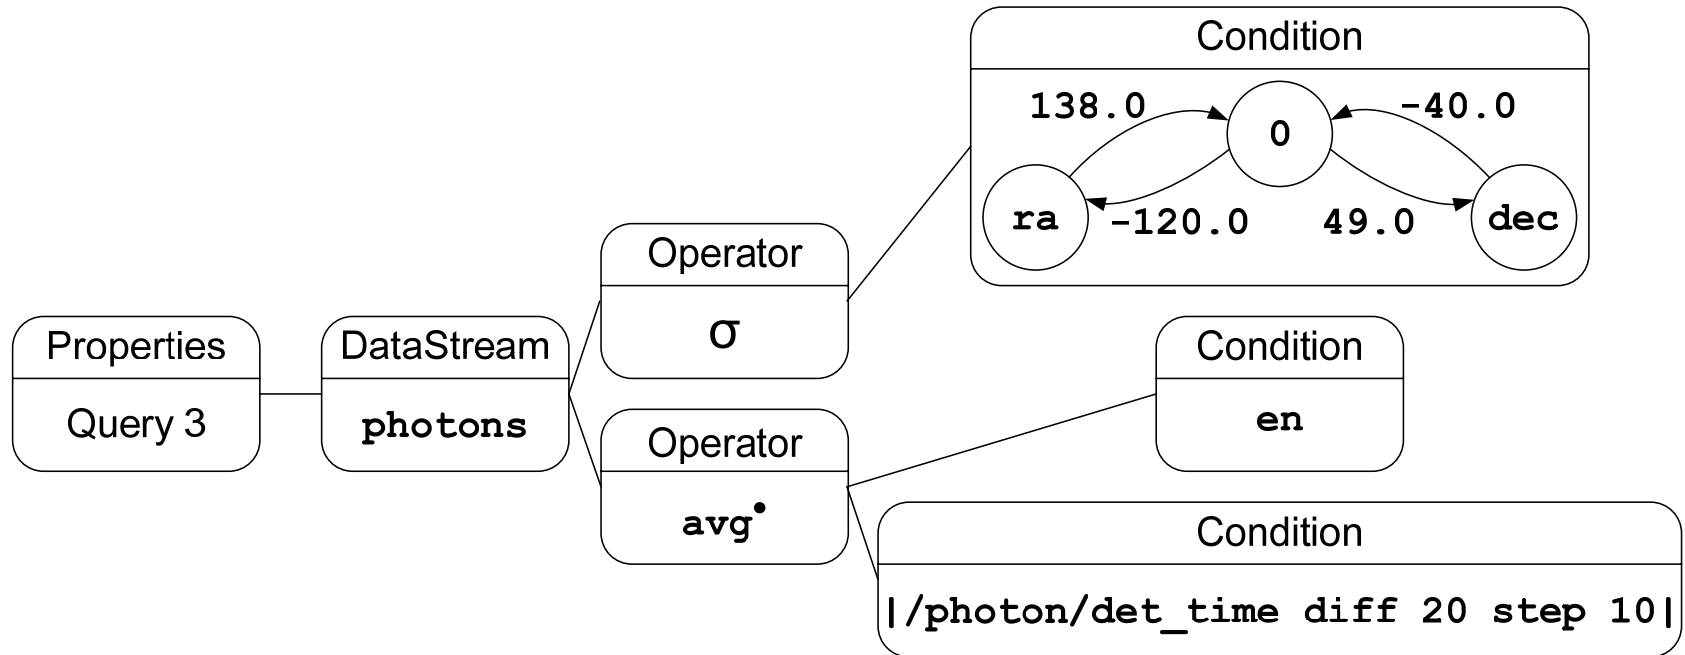 Condition
138.0
-40.0
0
ra
dec
-120.0
49.0
Operator
σ
Properties
Query 3
DataStream
photons
Condition
en
Operator
avg•
Condition
|/photon/det_time diff 20 step 10|